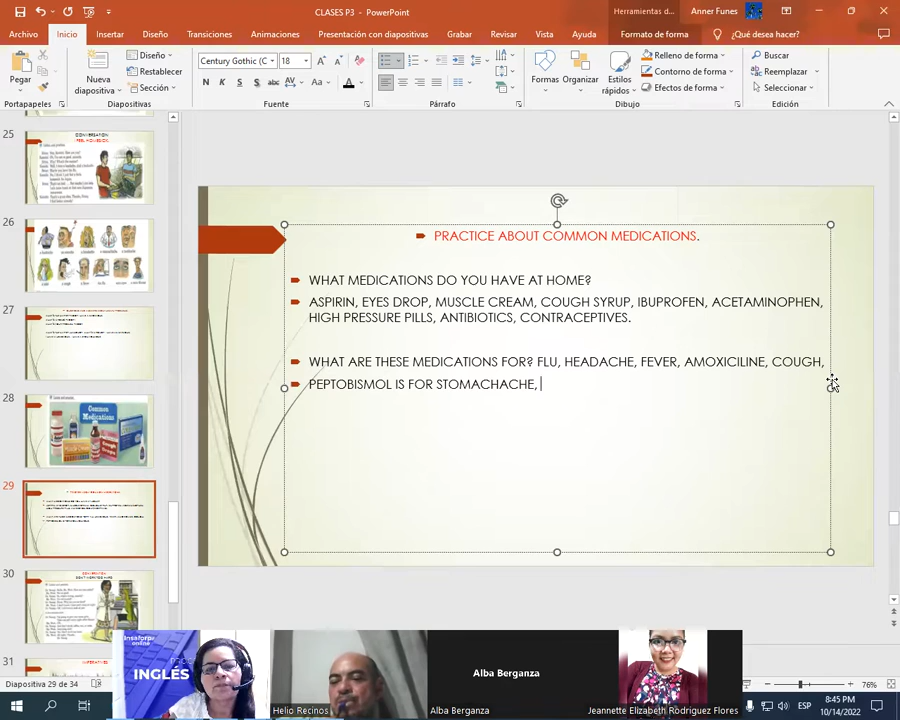 CLASES P3 - PowerPoint
Herramientas d...
Anner Funes
Archivo
Inicio
Insertar
Diseño
Transiciones
Animaciones
Presentación con diapositivas
Grabar
Revisar
Vista
Ayuda
Formato de forma
¿Qué desea hacer?
Pegar
Nueva
diapositiva
Diseño
Restablecer
Sección
Century Gothic (C
18
N K S abc AV
Aa A
Formas
Organizar
Estilos
rápidos
Relleno de forma
Contorno de forma
Efectos de forma
Buscar
Reemplazar
Seleccionar
Portapapeles
Diapositivas
Fuente
Párrafo
Dibujo
Edición
25
26
27
28
Common
Medications
29
30
31
PRACTICE ABOUT COMMON MEDICATIONS.
WHAT MEDICATIONS DO YOU HAVE AT HOME?
ASPIRIN, EYES DROP, MUSCLE CREAM, COUGH SYRUP, IBUPROFEN, ACETAMINOPHEN,
HIGH PRESSURE PILLS, ANTIBIOTICS, CONTRACEPTIVES.
WHAT ARE THESE MEDICATIONS FOR? FLU, HEADACHE, FEVER, AMOXICILINE, COUGH,
PEPTOBISMOL IS FOR STOMACHACHE,
Insaforp
online
INGLÉS
Helio Recinos
Alba Berganza
Alba Berganza
Jeannette Elizabeth Rodriguez Flores
Diapositiva 29 de 34
76%
ESP
8:45 PM
10/14/2022